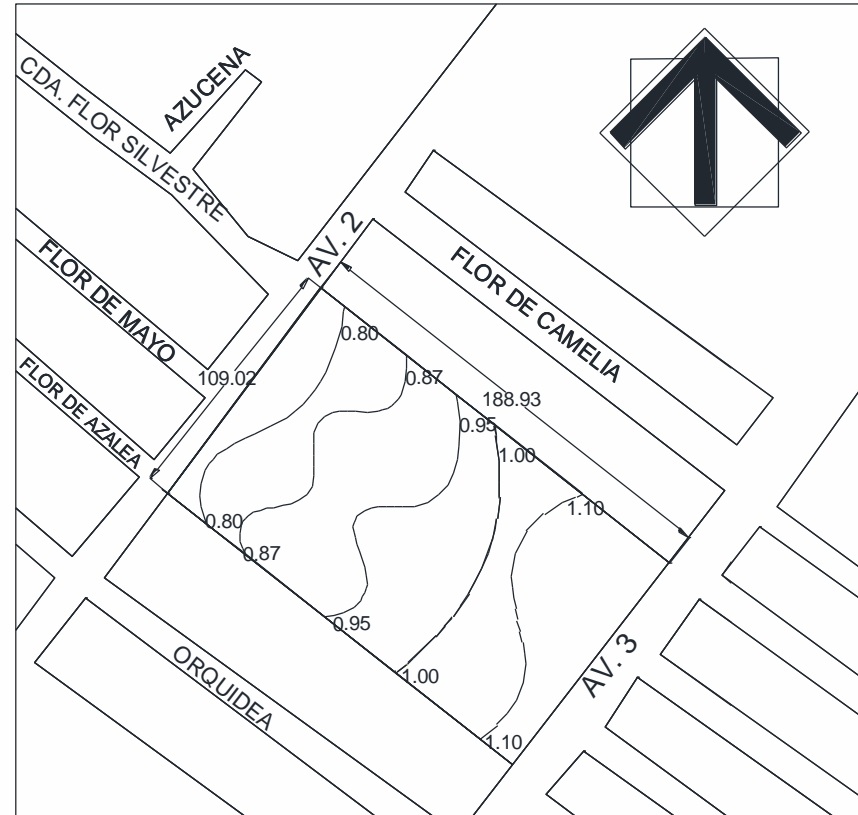 AZUCENA
CDA. FLOR SILVESTRE
AV. 2
FLOR DE MAYO
FLOR DE CAMELIA
0.80
109.02
0.87
FLOR DE AZALEA
188.93
0.95
1.00
1.10
0.80
0.87
0.95
ORQUIDEA
AV. 3
1.00
1.10